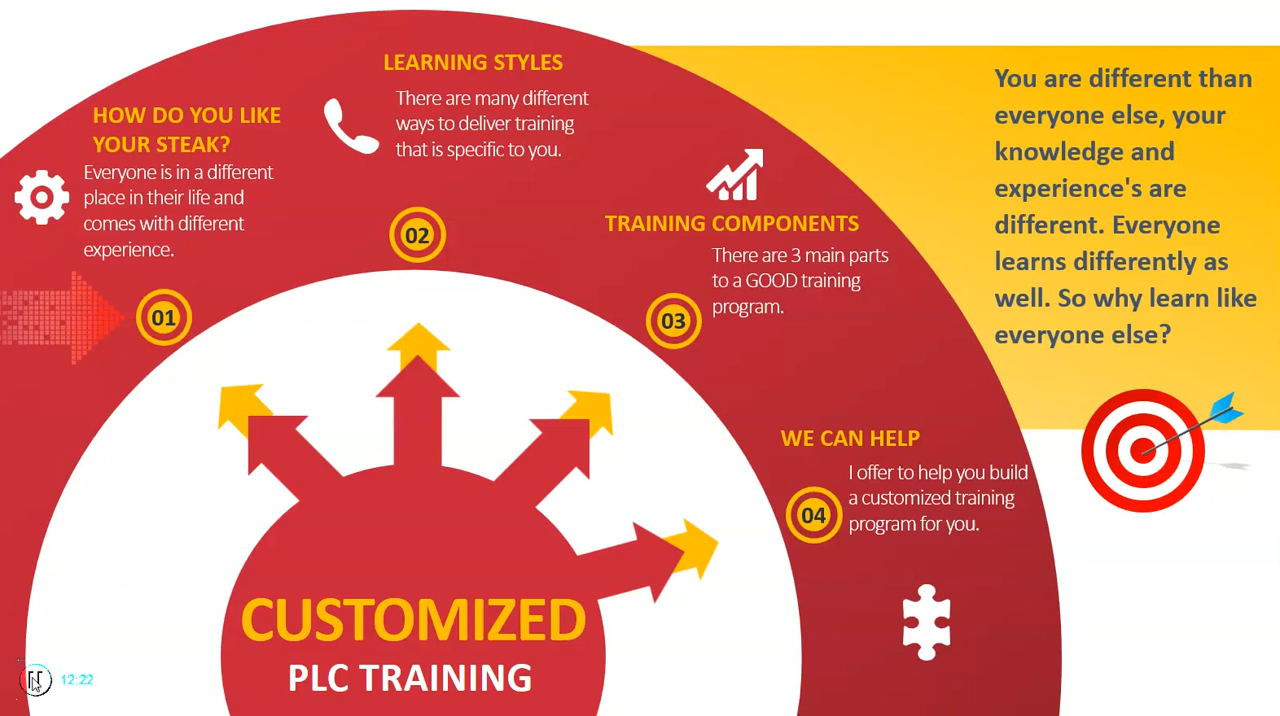 HOW DO YOU LIKE
YOUR STEAK?
Everyone is in a different
place in their life and
comes with different
experience.
01
LEARNING STYLES
There are many different
ways to deliver training
that is specific to you.
02
TRAINING COMPONENTS
There are 3 main parts
to a GOOD training
program.
03
WE CAN HELP
I offer to help you build
a customized training
program for you.
04
You are different than
everyone else, your
knowledge and
experience's are
different. Everyone
learns differently as
well. So why learn like
everyone else?
CUSTOMIZED
PLC TRAINING
12:22